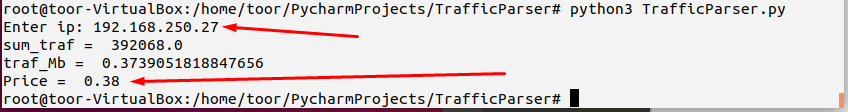 root@toor-VirtualBox:/home/toor/PycharmProjects/TrafficParser# python3 TrafficParser.py
Enter ip: 192.168.250.27
sum_traf =  392068.0
traf_Mb =  0.3739051818847656
Price =  0.38
root@toor-VirtualBox:/home/toor/PycharmProjects/TrafficParser#